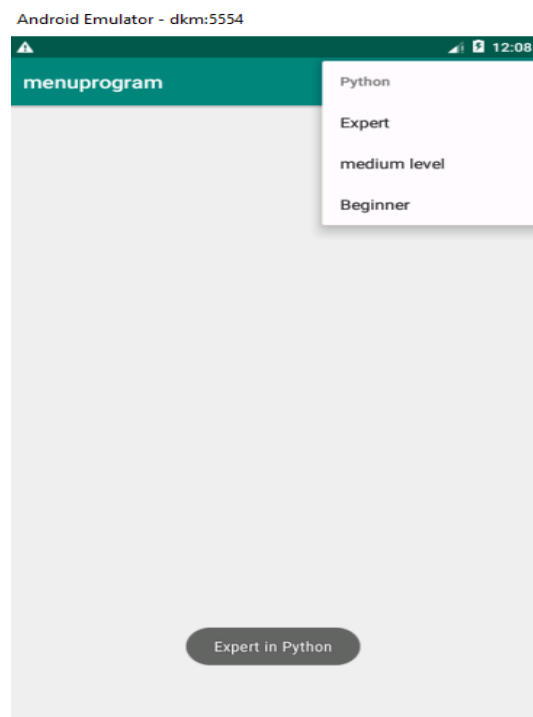 Android Emulator - dkm:5554
12:08
menuprogram
Python
Expert
medium level
Beginner
Expert in Python